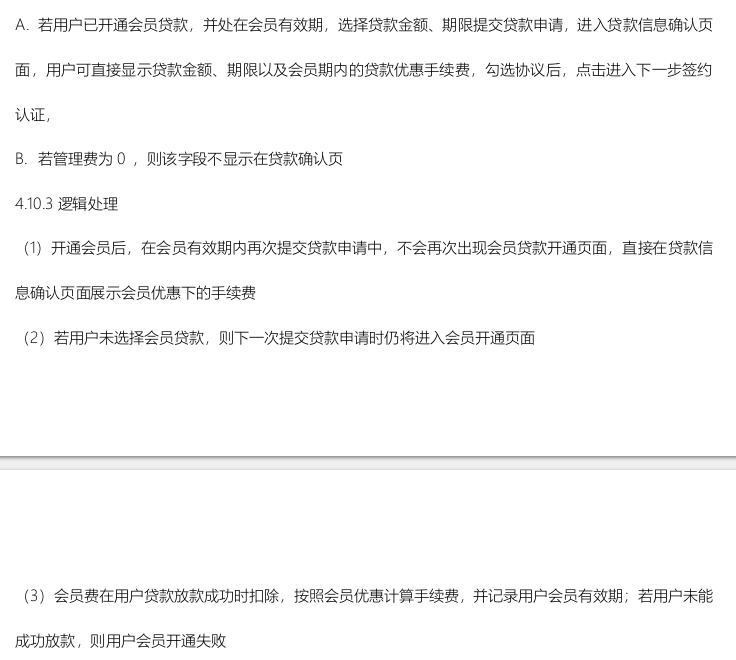 A. 若用户已开通会员贷款，并处在会员有效期，选择贷款金额、期限提交贷款申请，进入贷款信息确认页
面，用户可直接显示贷款金额、期限以及会员期内的贷款优惠手续费，勾选协议后，点击进入下一步签约
认证，
B. 若管理费为 0 ，则该字段不显示在贷款确认页
4.10.3 逻辑处理
（1）开通会员后，在会员有效期内再次提交贷款申请中，不会再次出现会员贷款开通页面，直接在贷款信
息确认页面展示会员优惠下的手续费
（2）若用户未选择会员贷款，则下一次提交贷款申请时仍将进入会员开通页面
（3）会员费在用户贷款放款成功时扣除，按照会员优惠计算手续费，并记录用户会员有效期；若用户未能
成功放款，则用户会员开通失败